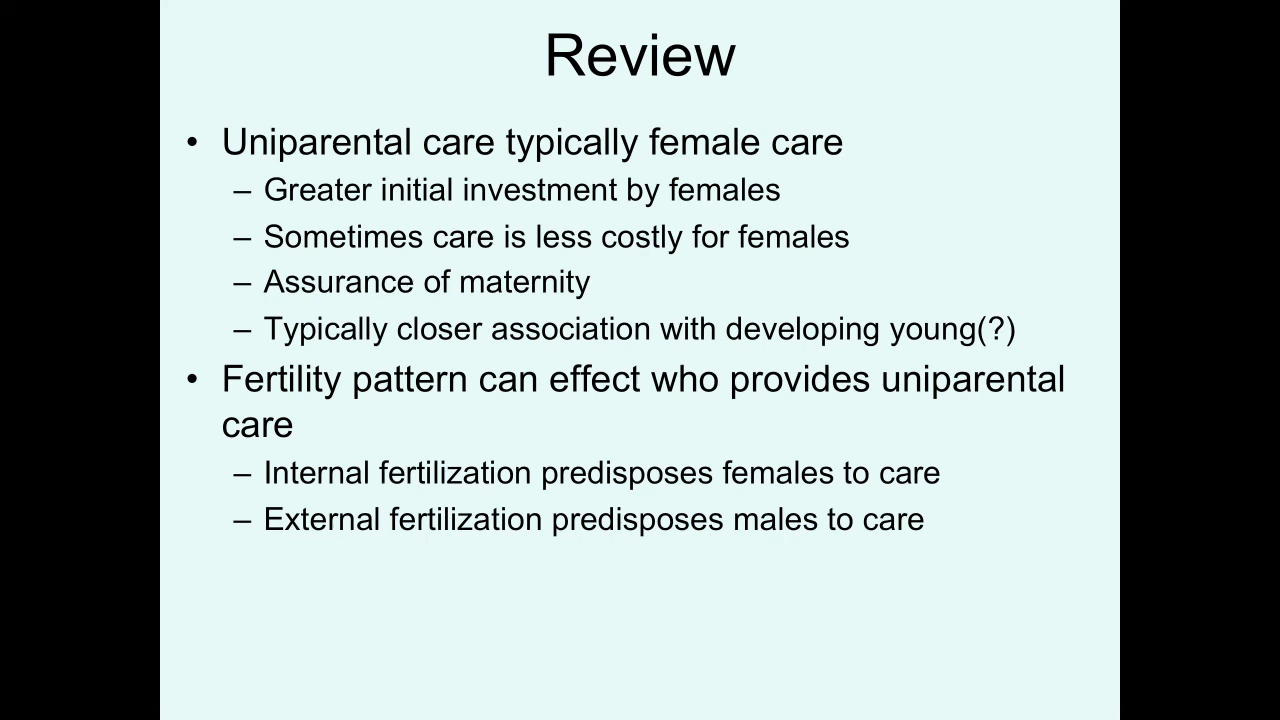 Review
• Uniparental care typically female care
– Greater initial investment by females
– Sometimes care is less costly for females
– Assurance of maternity
– Typically closer association with developing young(?)
• Fertility pattern can effect who provides uniparental
care
– Internal fertilization predisposes females to care
– External fertilization predisposes males to care